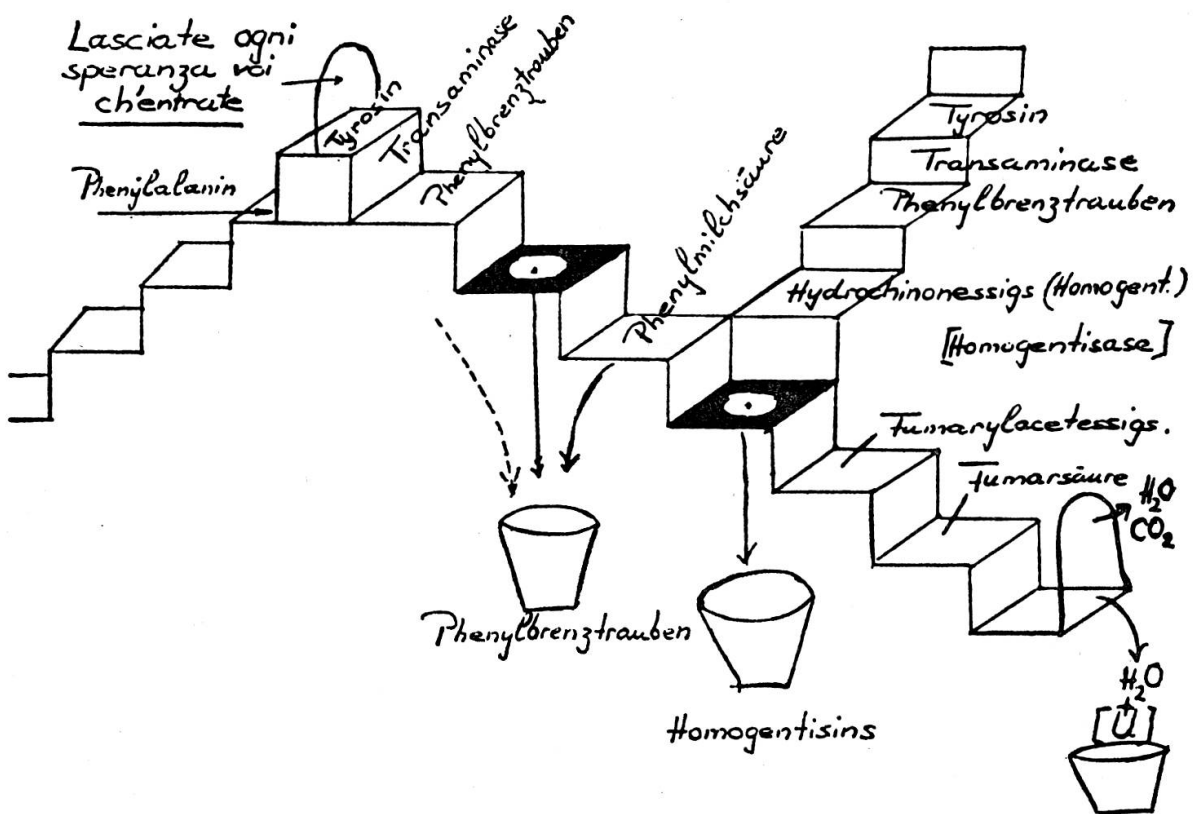 Lasciate ogni
speranza voi
ch'entrate
Phenylalanin
Tyrosin
Transaminase
Phenylbrenztrauben
Phenylmilchsäure
Tyrosin
Transaminase
Phenylbrenztrauben
Hydrochinonessigs (Homogent.)
[Homogentisase]
Fumarylacetessigs.
Fumarsäure
H₂O
CO₂
Phenylbrenztrauben
Homogentisins
H₂O
+
[U]